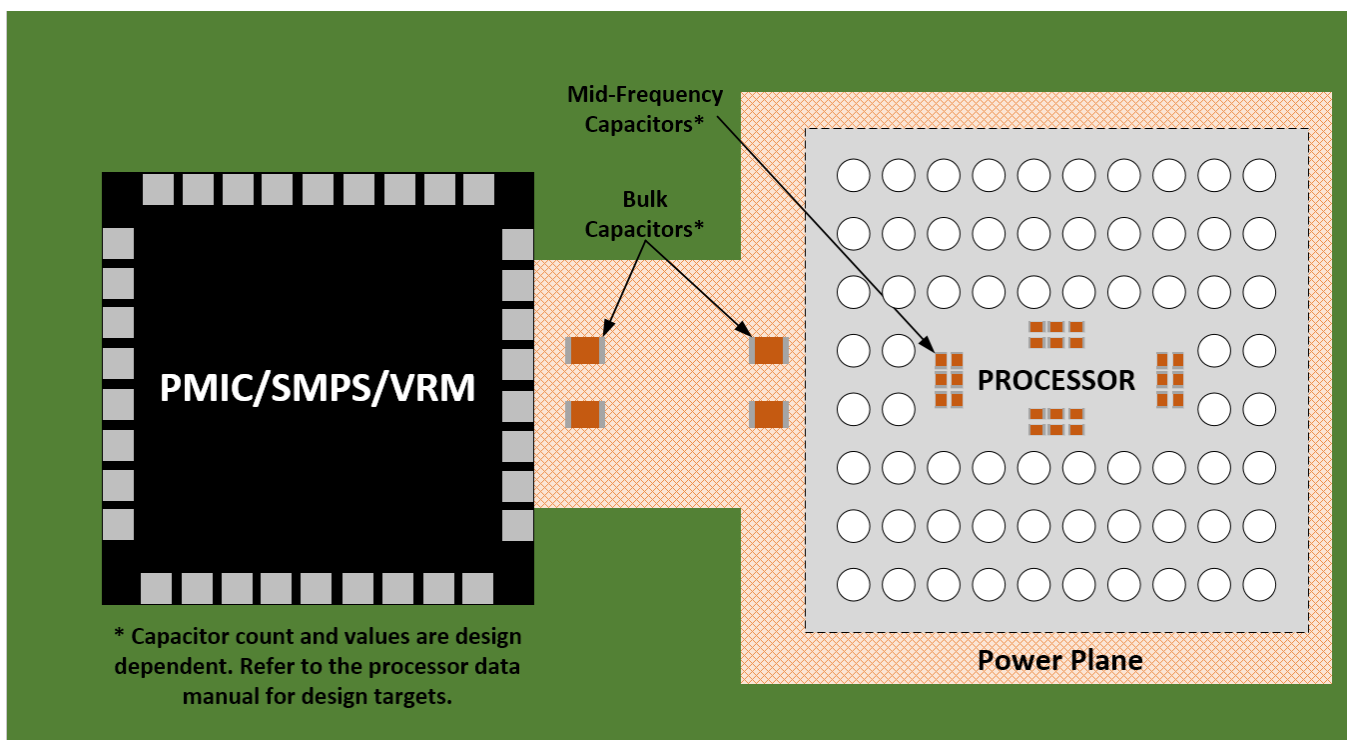 Mid-Frequency
Capacitors*
Bulk
Capacitors*
PMIC/SMPS/VRM
PROCESSOR
* Capacitor count and values are design
dependent. Refer to the processor data
manual for design targets.
Power Plane